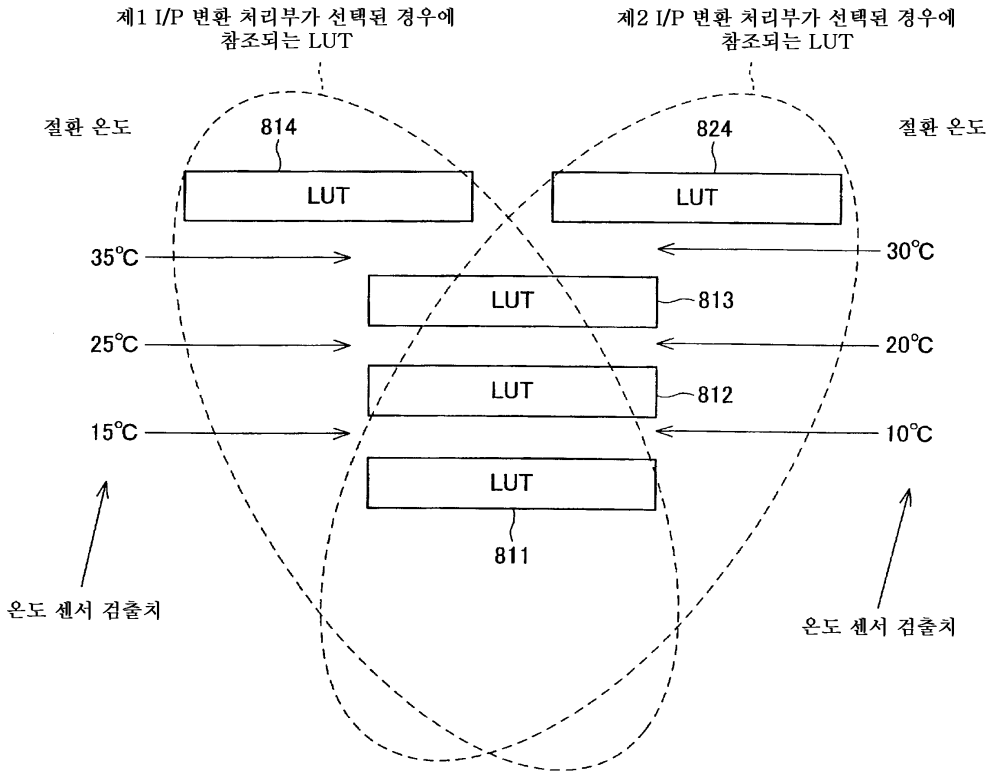 제1 I/P 변환 처리부가 선택된 경우에
참조되는 LUT
제2 I/P 변환 처리부가 선택된 경우에
참조되는 LUT
절환 온도
814
824
절환 온도
LUT
LUT
35℃
30℃
LUT
813
25℃
20℃
LUT
812
15℃
10℃
LUT
811
온도 센서 검출치
온도 센서 검출치